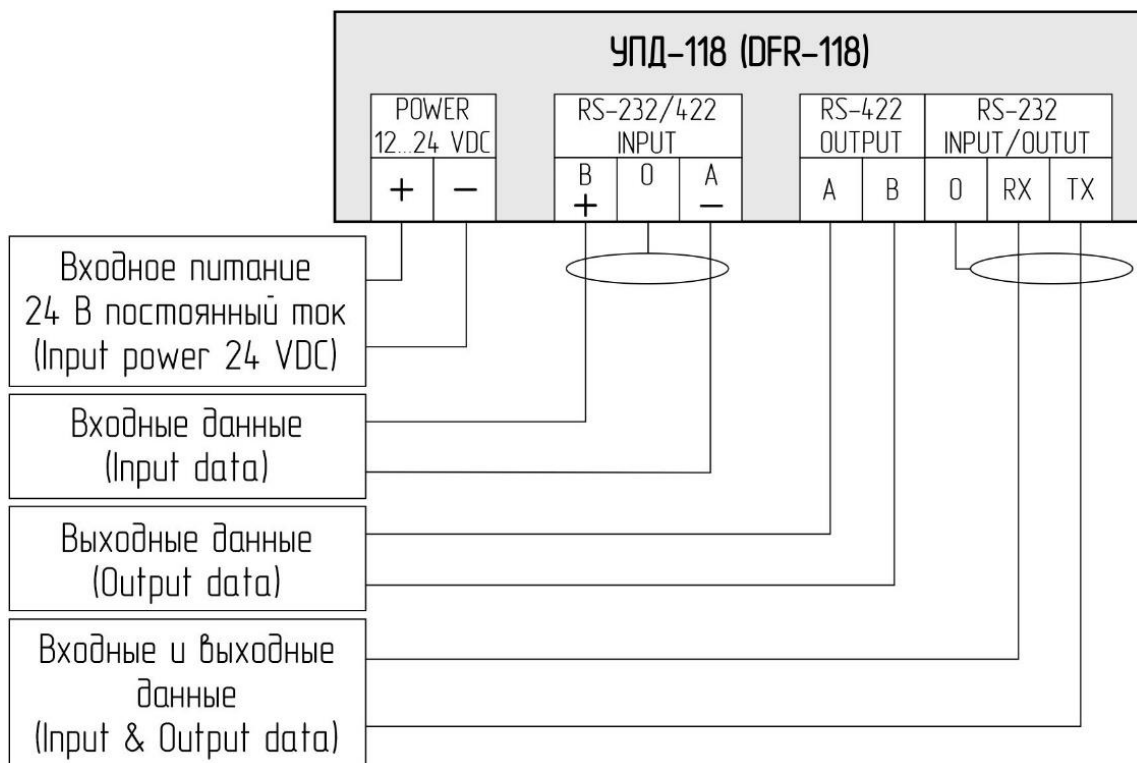 УПД-118 (DFR-118)
POWER
12...24 VDC
+ −
RS-232/422
INPUT
B 0 A
+ −
RS-422
OUTPUT
A B
RS-232
INPUT/OUTUT
0 RX TX
Входное питание
24 В постоянный ток
(Input power 24 VDC)
Входные данные
(Input data)
Выходные данные
(Output data)
Входные и выходные
данные
(Input & Output data)